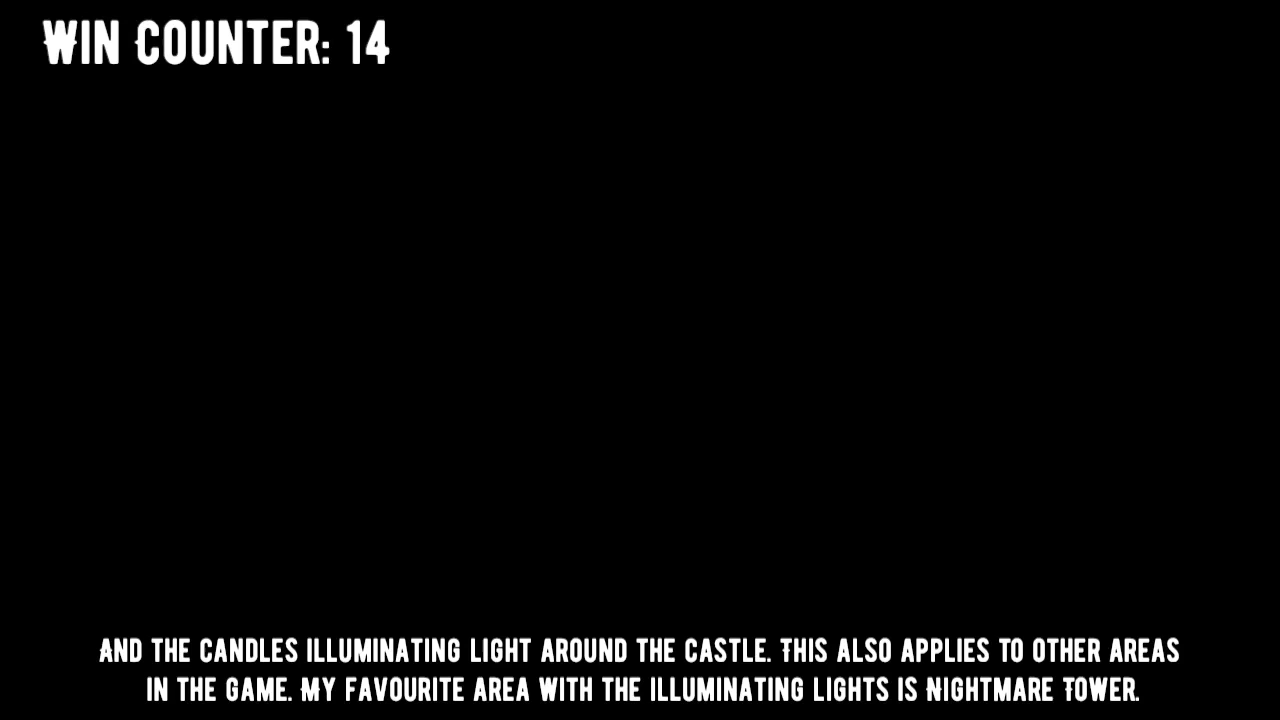 Win Counter: 14
And the candles illuminating light around the castle. This also applies to other areas
in the game. My favourite area with the illuminating lights is Nightmare Tower.